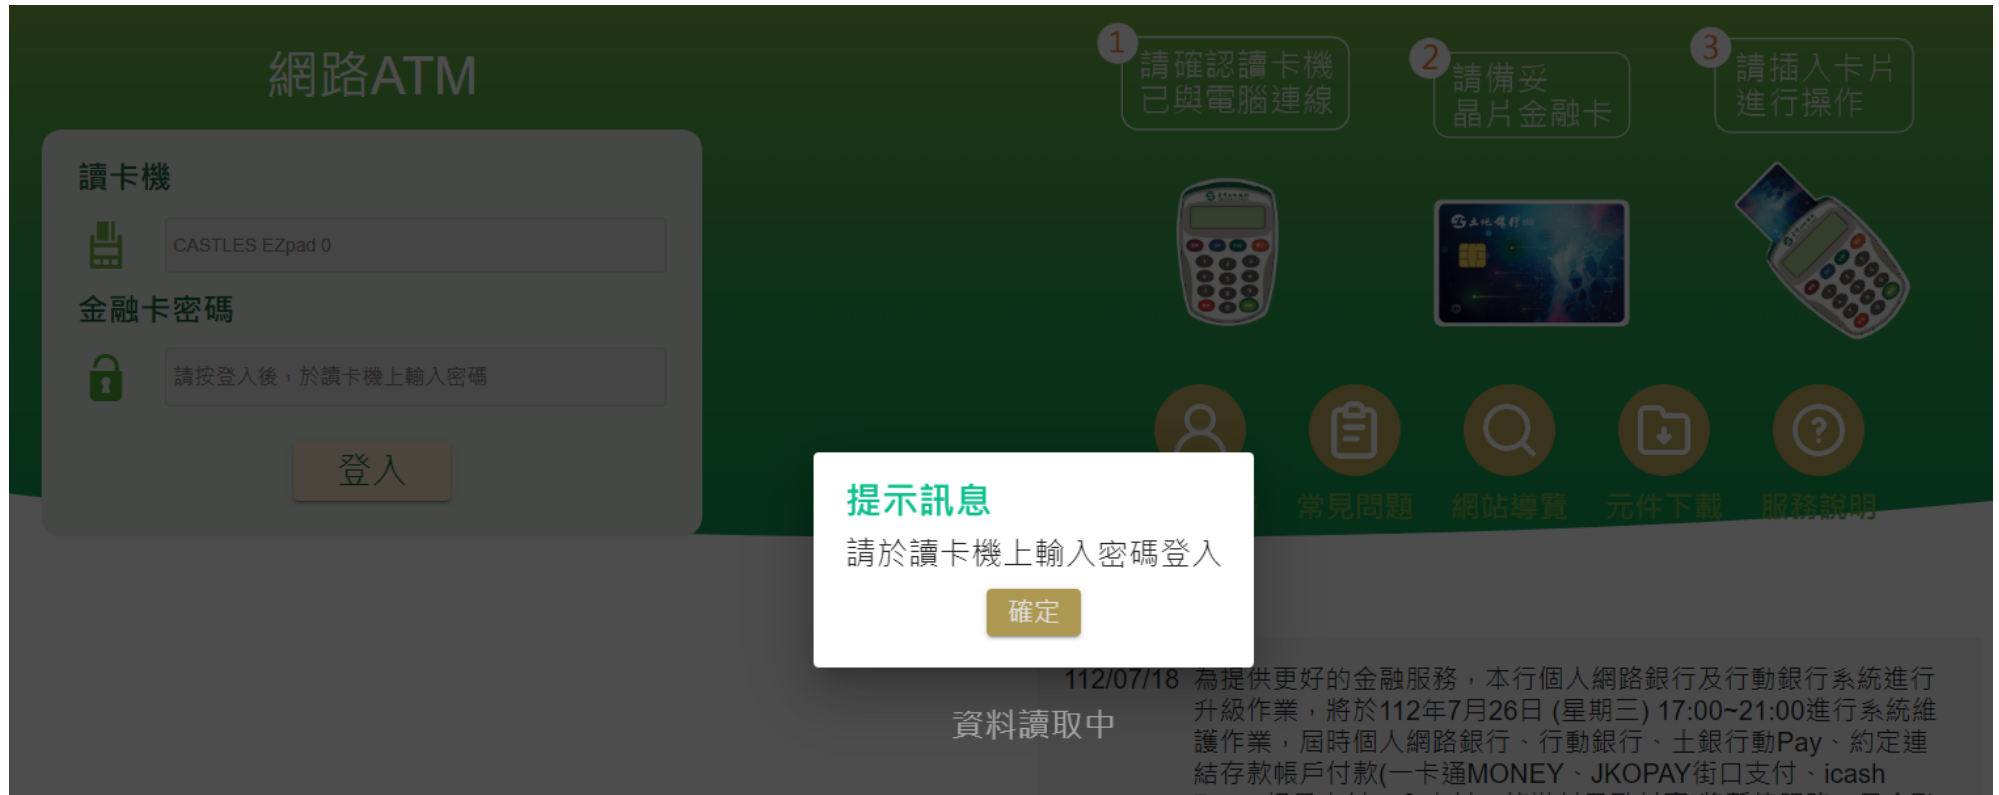 網路ATM
讀卡機
CASTLES EZpad 0
金融卡密碼
請按登入後，於讀卡機上輸入密碼
登入
1
請確認讀卡機
已與電腦連線
2
請備妥
晶片金融卡
3
請插入卡片
進行操作
土地銀行
常見問題
網站導覽
元件下載
服務說明
提示訊息
請於讀卡機上輸入密碼登入
確定
資料讀取中
112/07/18 為提供更好的金融服務，本行個人網路銀行及行動銀行系統進行
升級作業，將於112年7月26日 (星期三) 17:00~21:00進行系統維
護作業，屆時個人網路銀行、行動銀行、土銀行動Pay、約定連
結存款帳戶付款(一卡通MONEY、JKOPAY街口支付、icash